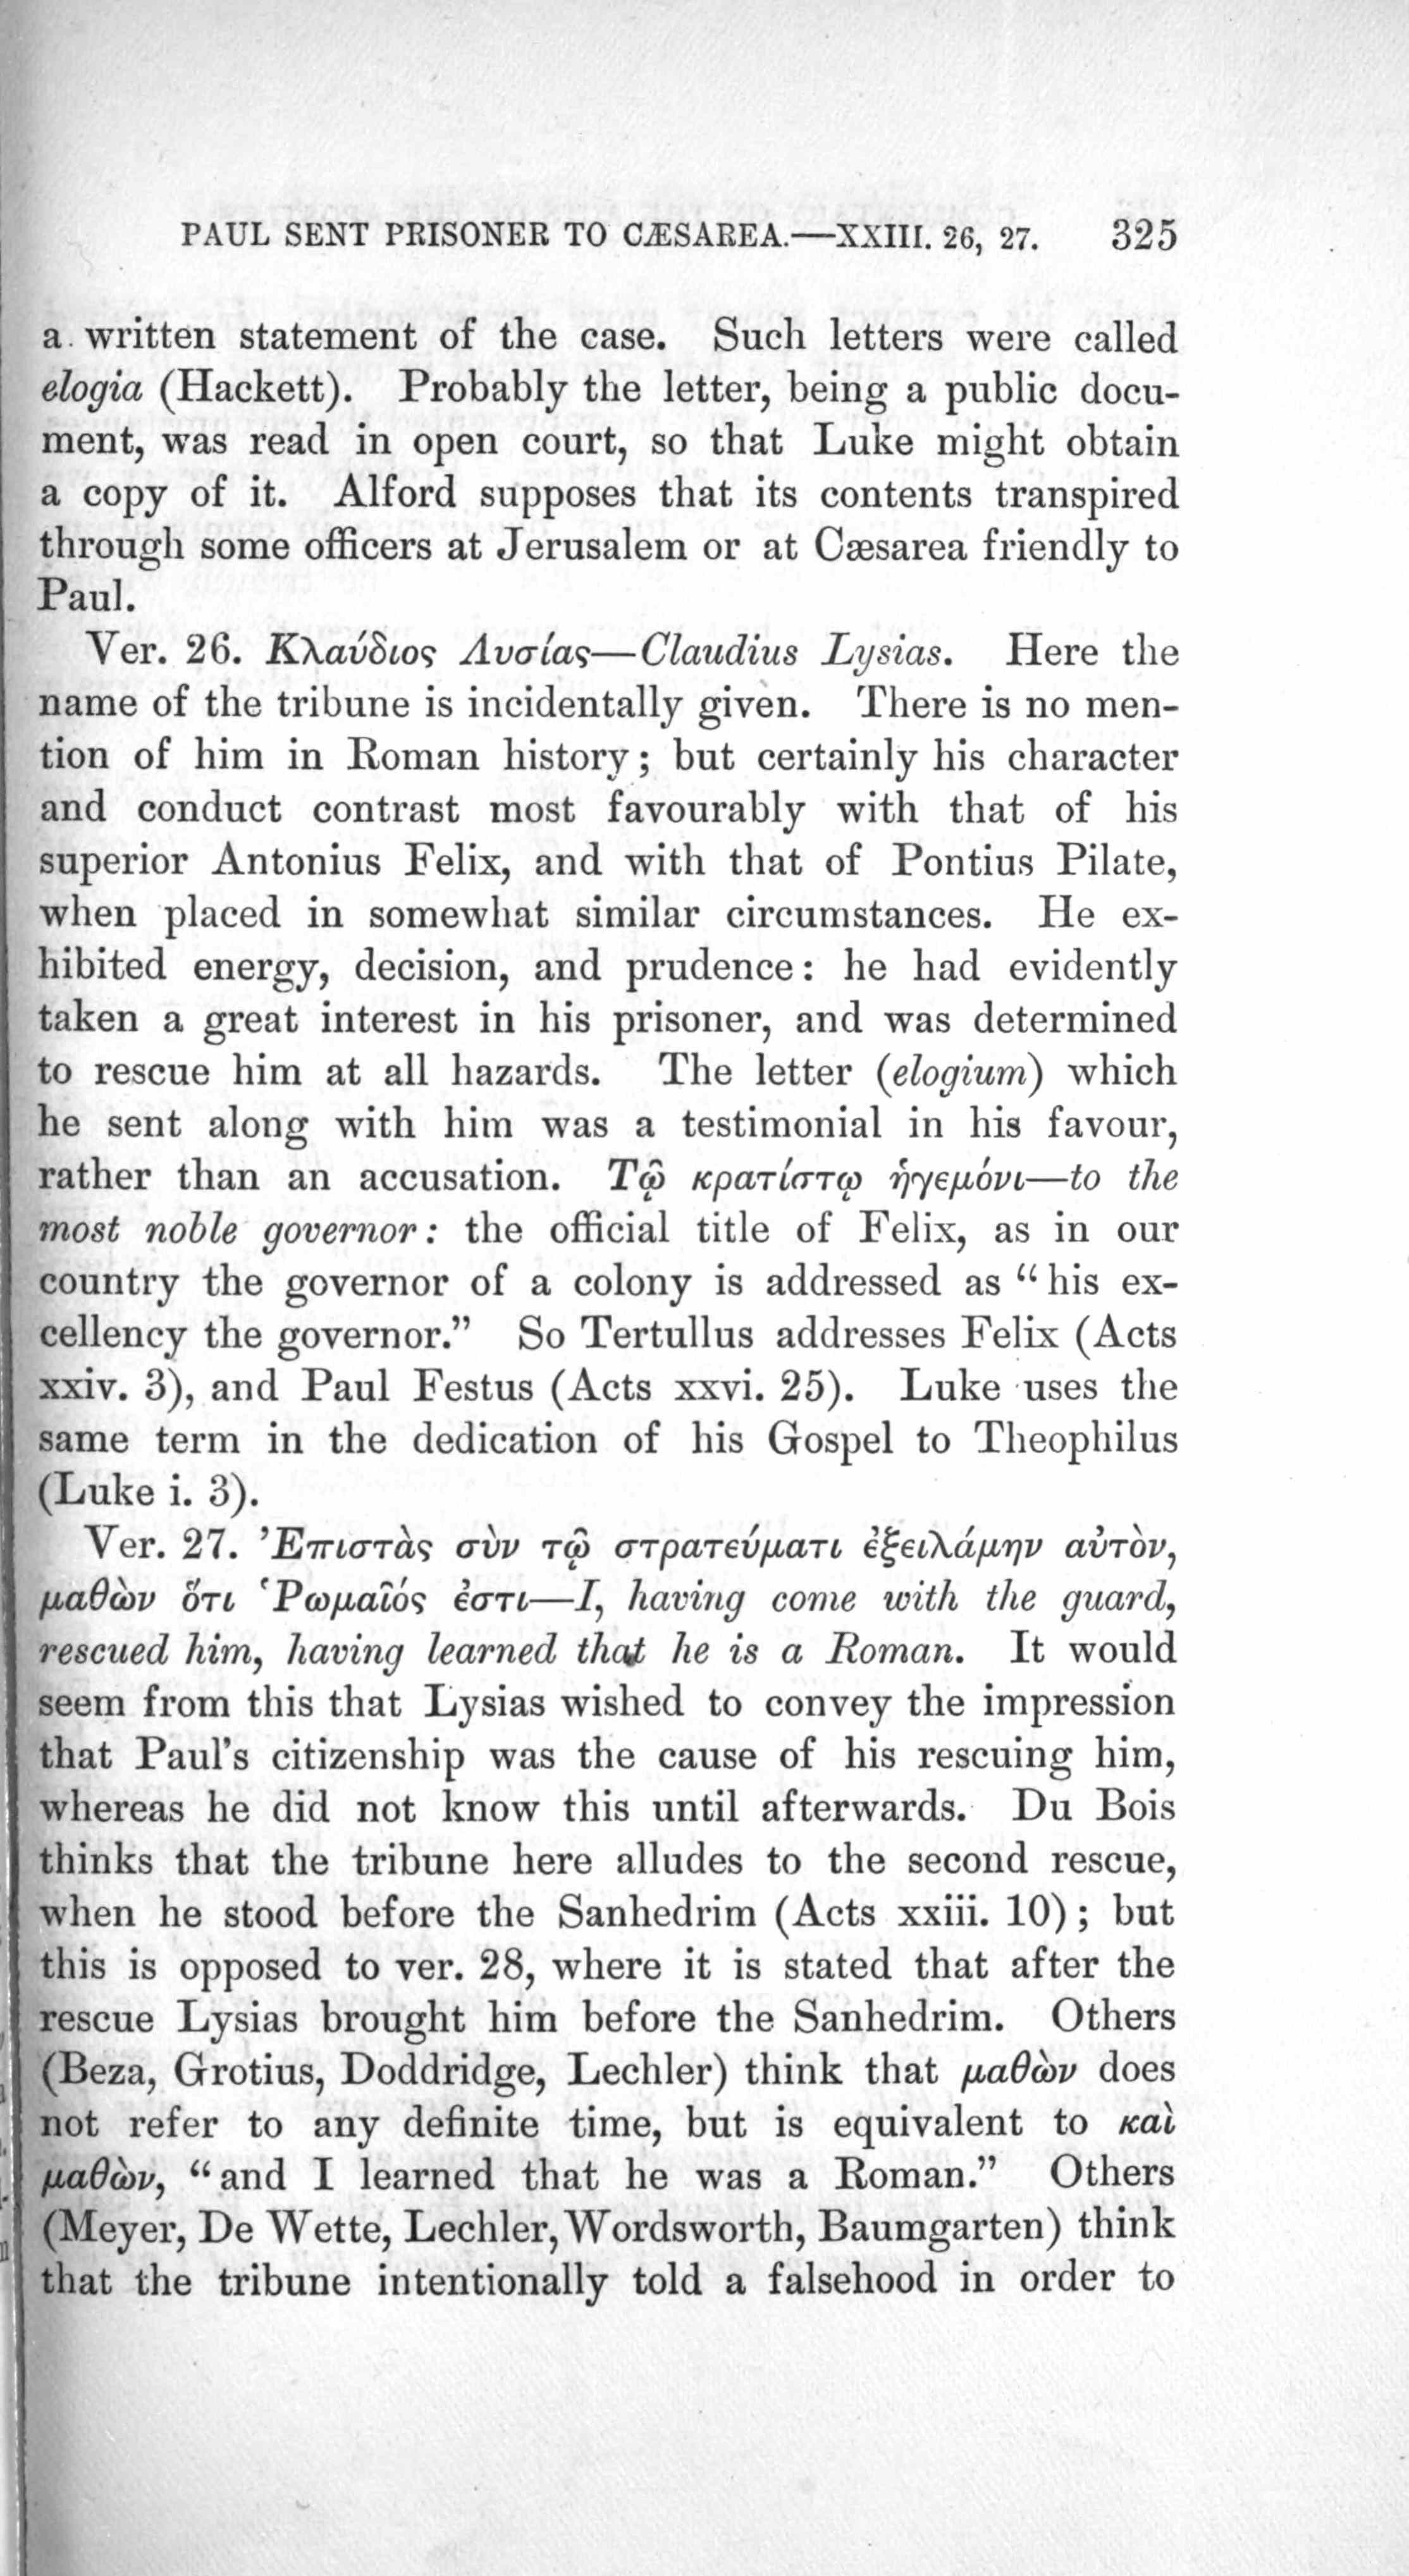 PAUL SENT PRISONER TO CÆSAREA.—XXIII. 26, 27. 325
a written statement of the case. Such letters were called
elogia (Hackett). Probably the letter, being a public docu-
ment, was read in open court, so that Luke might obtain
a copy of it. Alford supposes that its contents transpired
through some officers at Jerusalem or at Cæsarea friendly to
Paul.
Ver. 26. Κλαύδιος Λυσίας—Claudius Lysias. Here the
name of the tribune is incidentally given. There is no men-
tion of him in Roman history; but certainly his character
and conduct contrast most favourably with that of his
superior Antonius Felix, and with that of Pontius Pilate,
when placed in somewhat similar circumstances. He ex-
hibited energy, decision, and prudence: he had evidently
taken a great interest in his prisoner, and was determined
to rescue him at all hazards. The letter (elogium) which
he sent along with him was a testimonial in his favour,
rather than an accusation. Τῷ κρατίστῳ ἡγεμόνι—to the
most noble governor: the official title of Felix, as in our
country the governor of a colony is addressed as “his ex-
cellency the governor.” So Tertullus addresses Felix (Acts
xxiv. 3), and Paul Festus (Acts xxvi. 25). Luke uses the
same term in the dedication of his Gospel to Theophilus
(Luke i. 3).
Ver. 27. Ἐπιστὰς σὺν τῷ στρατεύματι ἐξειλάμην αὐτὸν,
μαθὼν ὅτι Ῥωμαῖός ἐστι—I, having come with the guard,
rescued him, having learned that he is a Roman. It would
seem from this that Lysias wished to convey the impression
that Paul’s citizenship was the cause of his rescuing him,
whereas he did not know this until afterwards. Du Bois
thinks that the tribune here alludes to the second rescue,
when he stood before the Sanhedrim (Acts xxiii. 10); but
this is opposed to ver. 28, where it is stated that after the
rescue Lysias brought him before the Sanhedrim. Others
(Beza, Grotius, Doddridge, Lechler) think that μαθὼν does
not refer to any definite time, but is equivalent to καὶ
μαθὼν, “and I learned that he was a Roman.” Others
(Meyer, De Wette, Lechler, Wordsworth, Baumgarten) think
that the tribune intentionally told a falsehood in order to